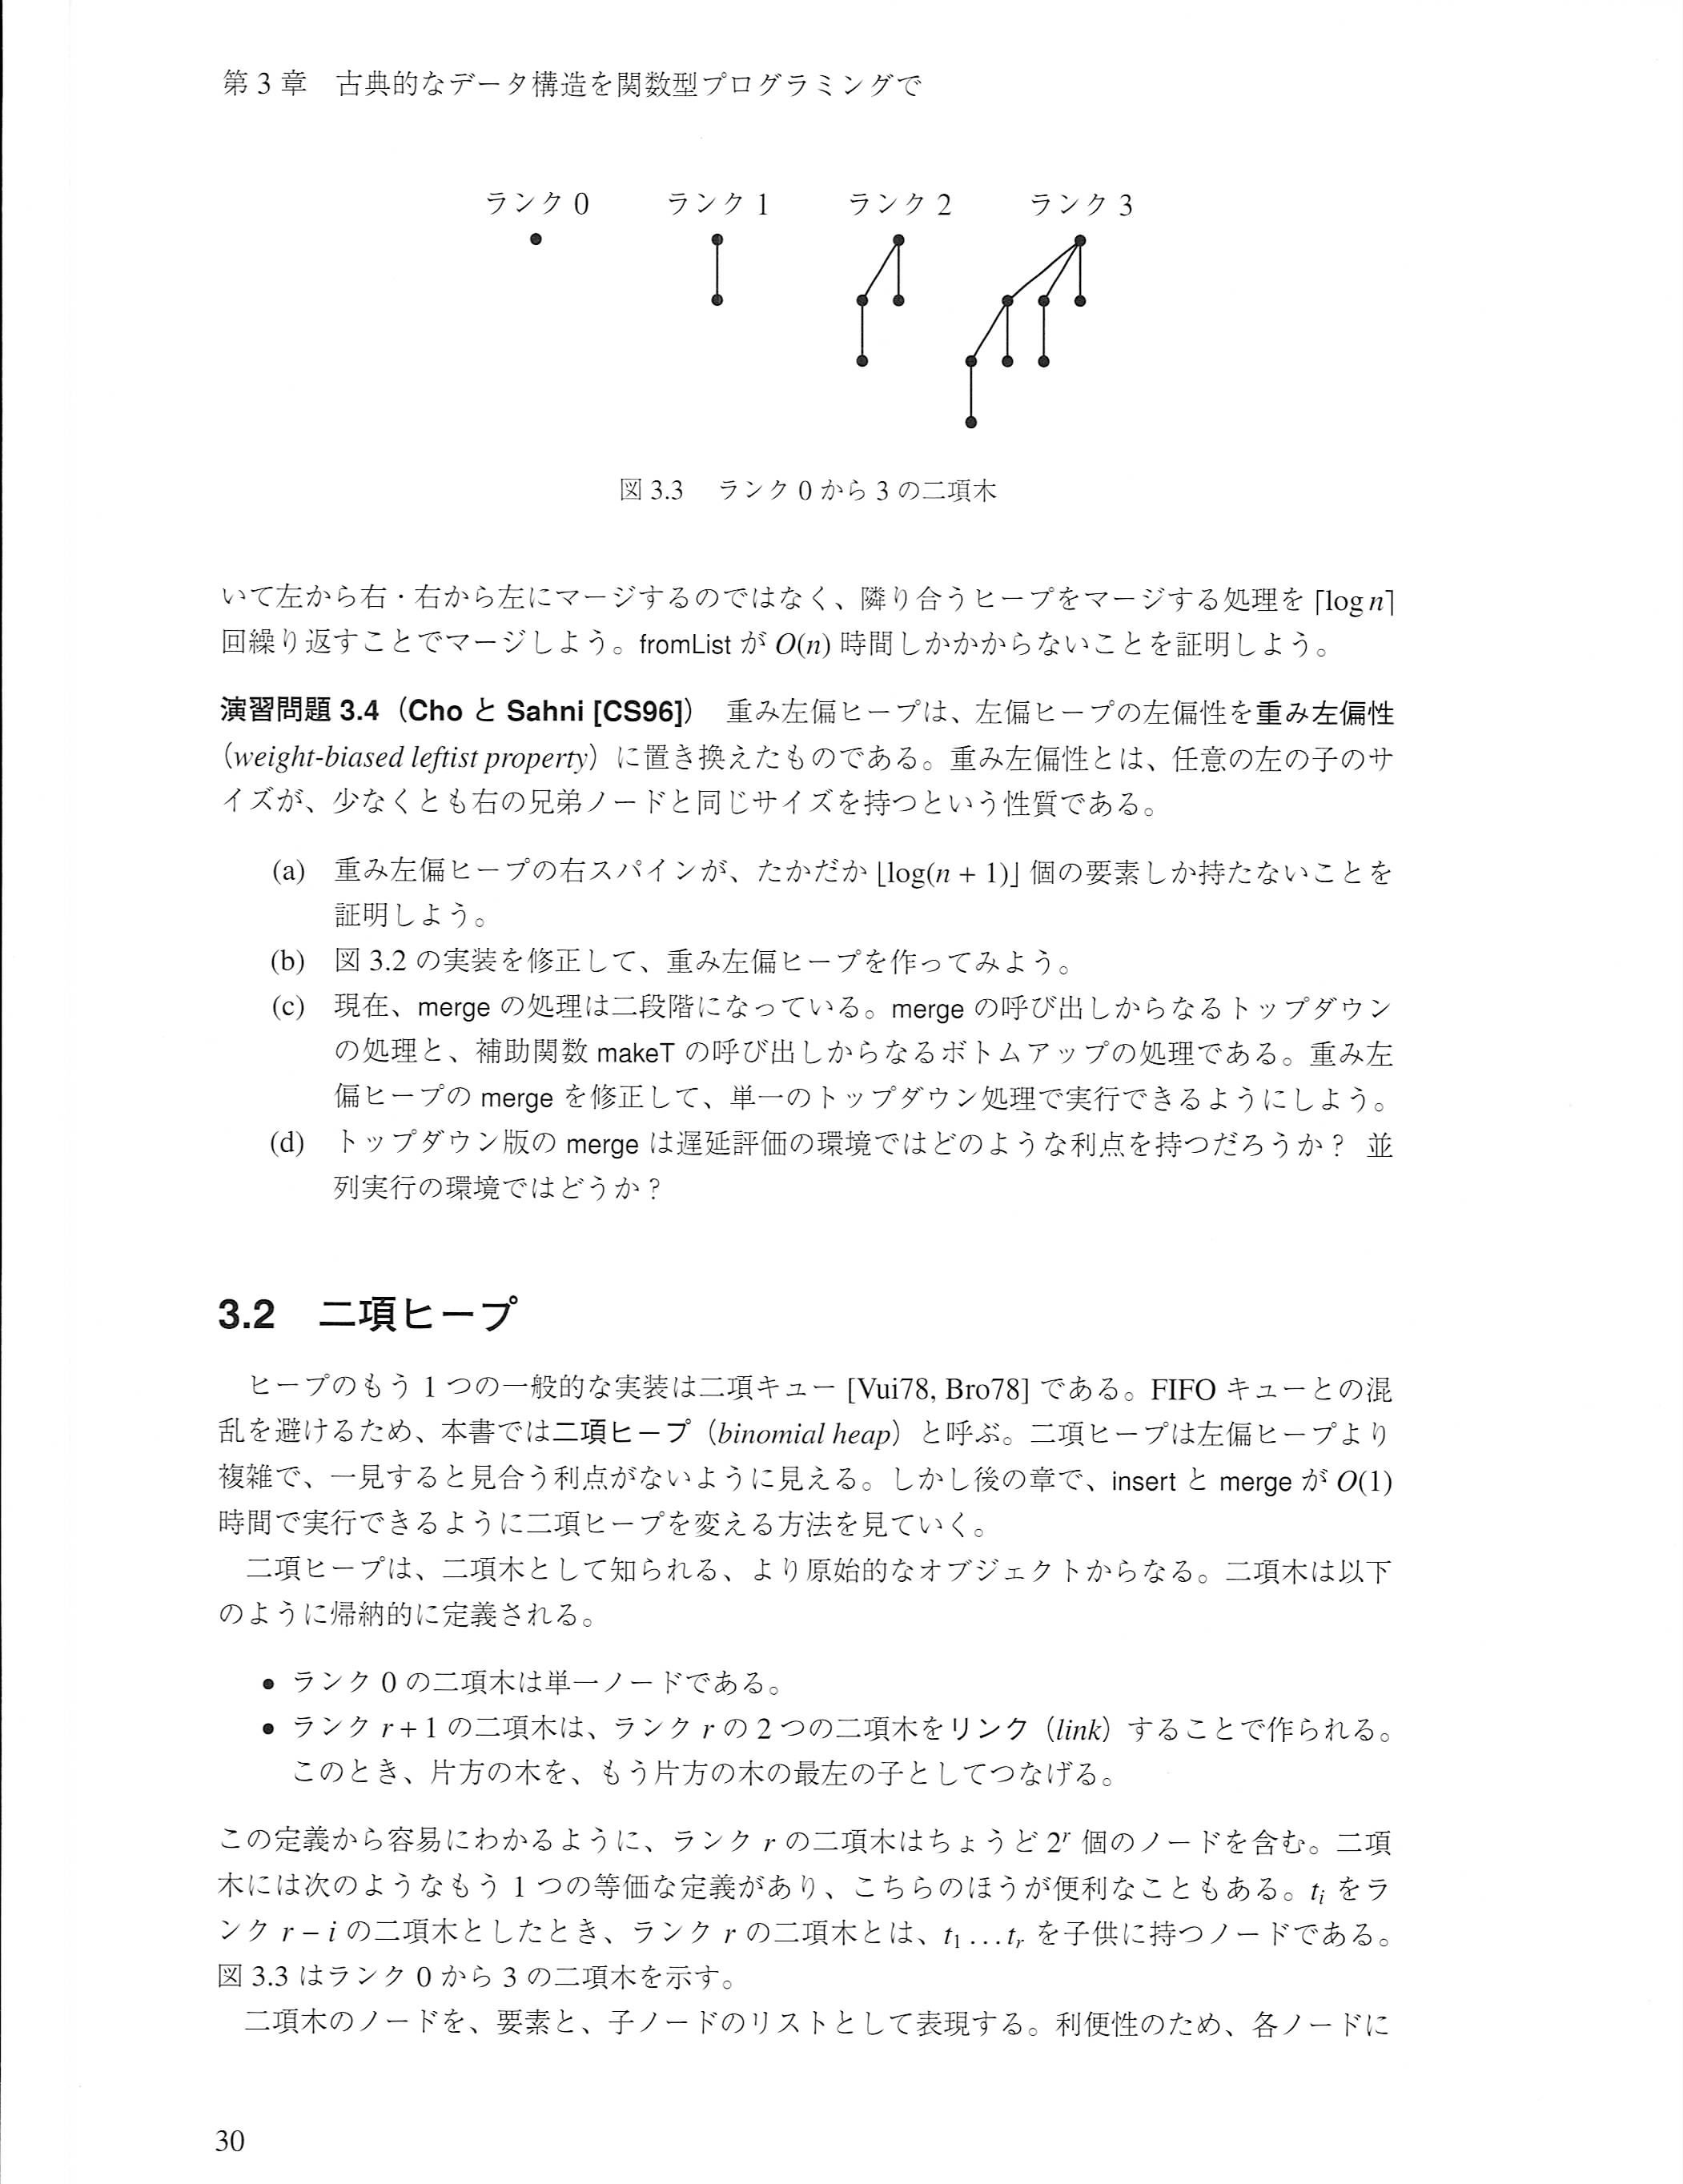 第 3 章　古典的なデータ構造を関数型プログラミングで
ランク 0　ランク 1　ランク 2　ランク 3
図 3.3　ランク 0 から 3 の二項木
いて左から右・右から左にマージするのではなく、隣り合うヒープをマージする処理を ⌈log n⌉
回繰り返すことでマージしよう。fromList が O(n) 時間しかかからないことを証明しよう。
演習問題 3.4（Cho と Sahni [CS96]）　重み左偏ヒープは、左偏ヒープの左偏性を重み左偏性
（weight-biased leftist property）に置き換えたものである。重み左偏性とは、任意の左の子のサ
イズが、少なくとも右の兄弟ノードと同じサイズを持つという性質である。
(a)　重み左偏ヒープの右スパインが、たかだか ⌊log(n + 1)⌋ 個の要素しか持たないことを
証明しよう。
(b)　図 3.2 の実装を修正して、重み左偏ヒープを作ってみよう。
(c)　現在、merge の処理は二段階になっている。merge の呼び出しからなるトップダウン
の処理と、補助関数 makeT の呼び出しからなるボトムアップの処理である。重み左
偏ヒープの merge を修正して、単一のトップダウン処理で実行できるようにしよう。
(d)　トップダウン版の merge は遅延評価の環境ではどのような利点を持つだろうか？ 並
列実行の環境ではどうか？
3.2　二項ヒープ
ヒープのもう 1 つの一般的な実装は二項キュー [Vui78, Bro78] である。FIFO キューとの混
乱を避けるため、本書では二項ヒープ（binomial heap）と呼ぶ。二項ヒープは左偏ヒープより
複雑で、一見すると見合う利点がないように見える。しかし後の章で、insert と merge が O(1)
時間で実行できるように二項ヒープを変える方法を見ていく。
二項ヒープは、二項木として知られる、より原始的なオブジェクトからなる。二項木は以下
のように帰納的に定義される。
● ランク 0 の二項木は単一ノードである。
● ランク r + 1 の二項木は、ランク r の 2 つの二項木をリンク（link）することで作られる。
このとき、片方の木を、もう片方の木の最左の子としてつなげる。
この定義から容易にわかるように、ランク r の二項木はちょうど 2^r 個のノードを含む。二項
木には次のようなもう 1 つの等価な定義があり、こちらのほうが便利なこともある。t_i をラ
ンク r − i の二項木としたとき、ランク r の二項木とは、t_1 … t_r を子供に持つノードである。
図 3.3 はランク 0 から 3 の二項木を示す。
二項木のノードを、要素と、子ノードのリストとして表現する。利便性のため、各ノードに
30